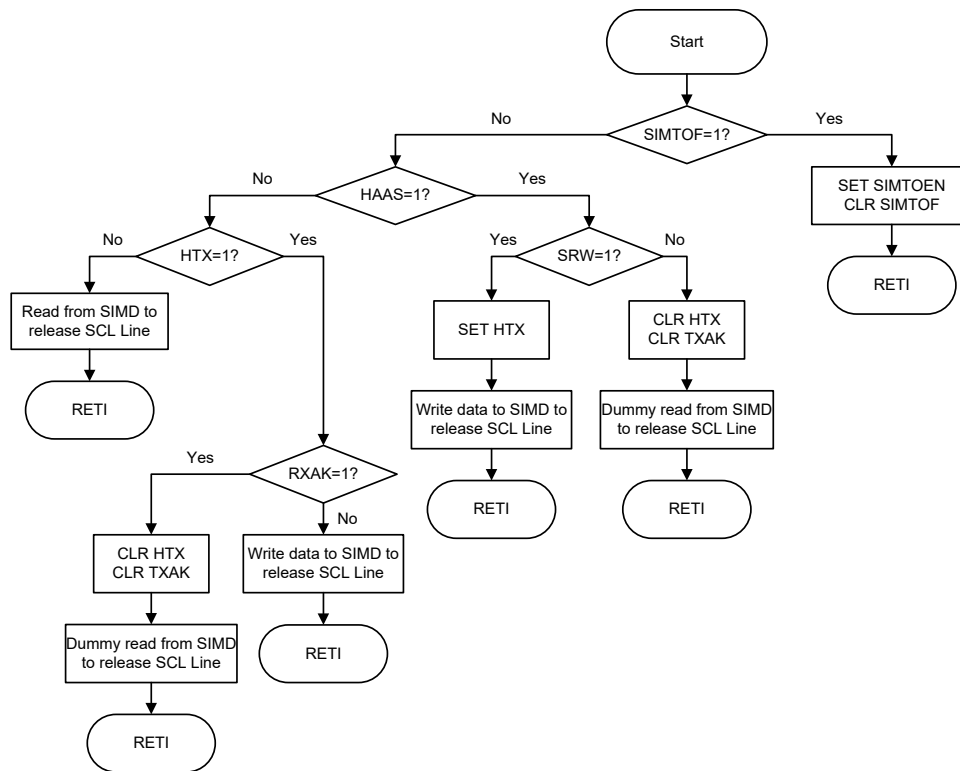 Start
No
SIMTOF=1?
Yes
No
HAAS=1?
Yes
SET SIMTOEN
CLR SIMTOF
No
HTX=1?
Yes
Yes
SRW=1?
No
RETI
Read from SIMD to
release SCL Line
SET HTX
CLR HTX
CLR TXAK
RETI
Write data to SIMD to
release SCL Line
Dummy read from SIMD
to release SCL Line
Yes
RXAK=1?
RETI
RETI
No
CLR HTX
CLR TXAK
Write data to SIMD to
release SCL Line
Dummy read from SIMD
to release SCL Line
RETI
RETI